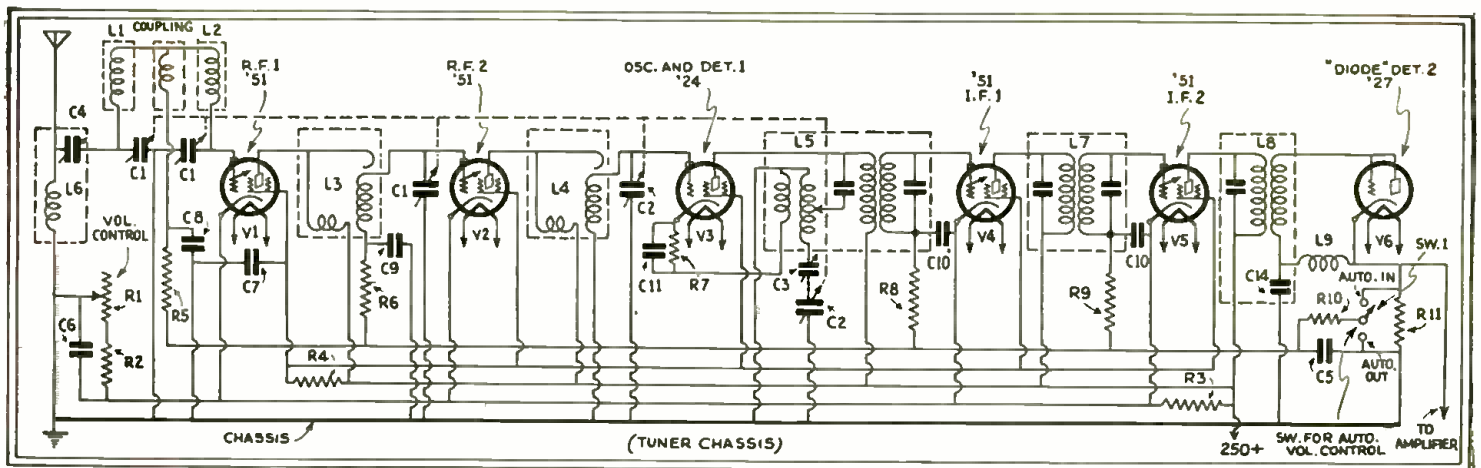 L1 COUPLING L2
C4
C1
C1
L6
VOL.
CONTROL
R1
R2
C6
R5
C8
C7
R.F.1
'51
V1
L3
R4
R6
C9
C1
R.F.2
'51
V2
L4
C2
OSC. AND DET.1
'24
V3
C11
R7
L5
C3
C2
C10
R8
'51
I.F.1
V4
L7
C10
R9
'51
I.F.2
V5
L8
C14
R3
L9
"DIODE" DET.2
'27
V6
SW.1
AUTO. IN
R10
R11
C5
AUTO.
OUT
CHASSIS
(TUNER CHASSIS)
250+
SW. FOR AUTO.
VOL. CONTROL
TO
AMPLIFIER